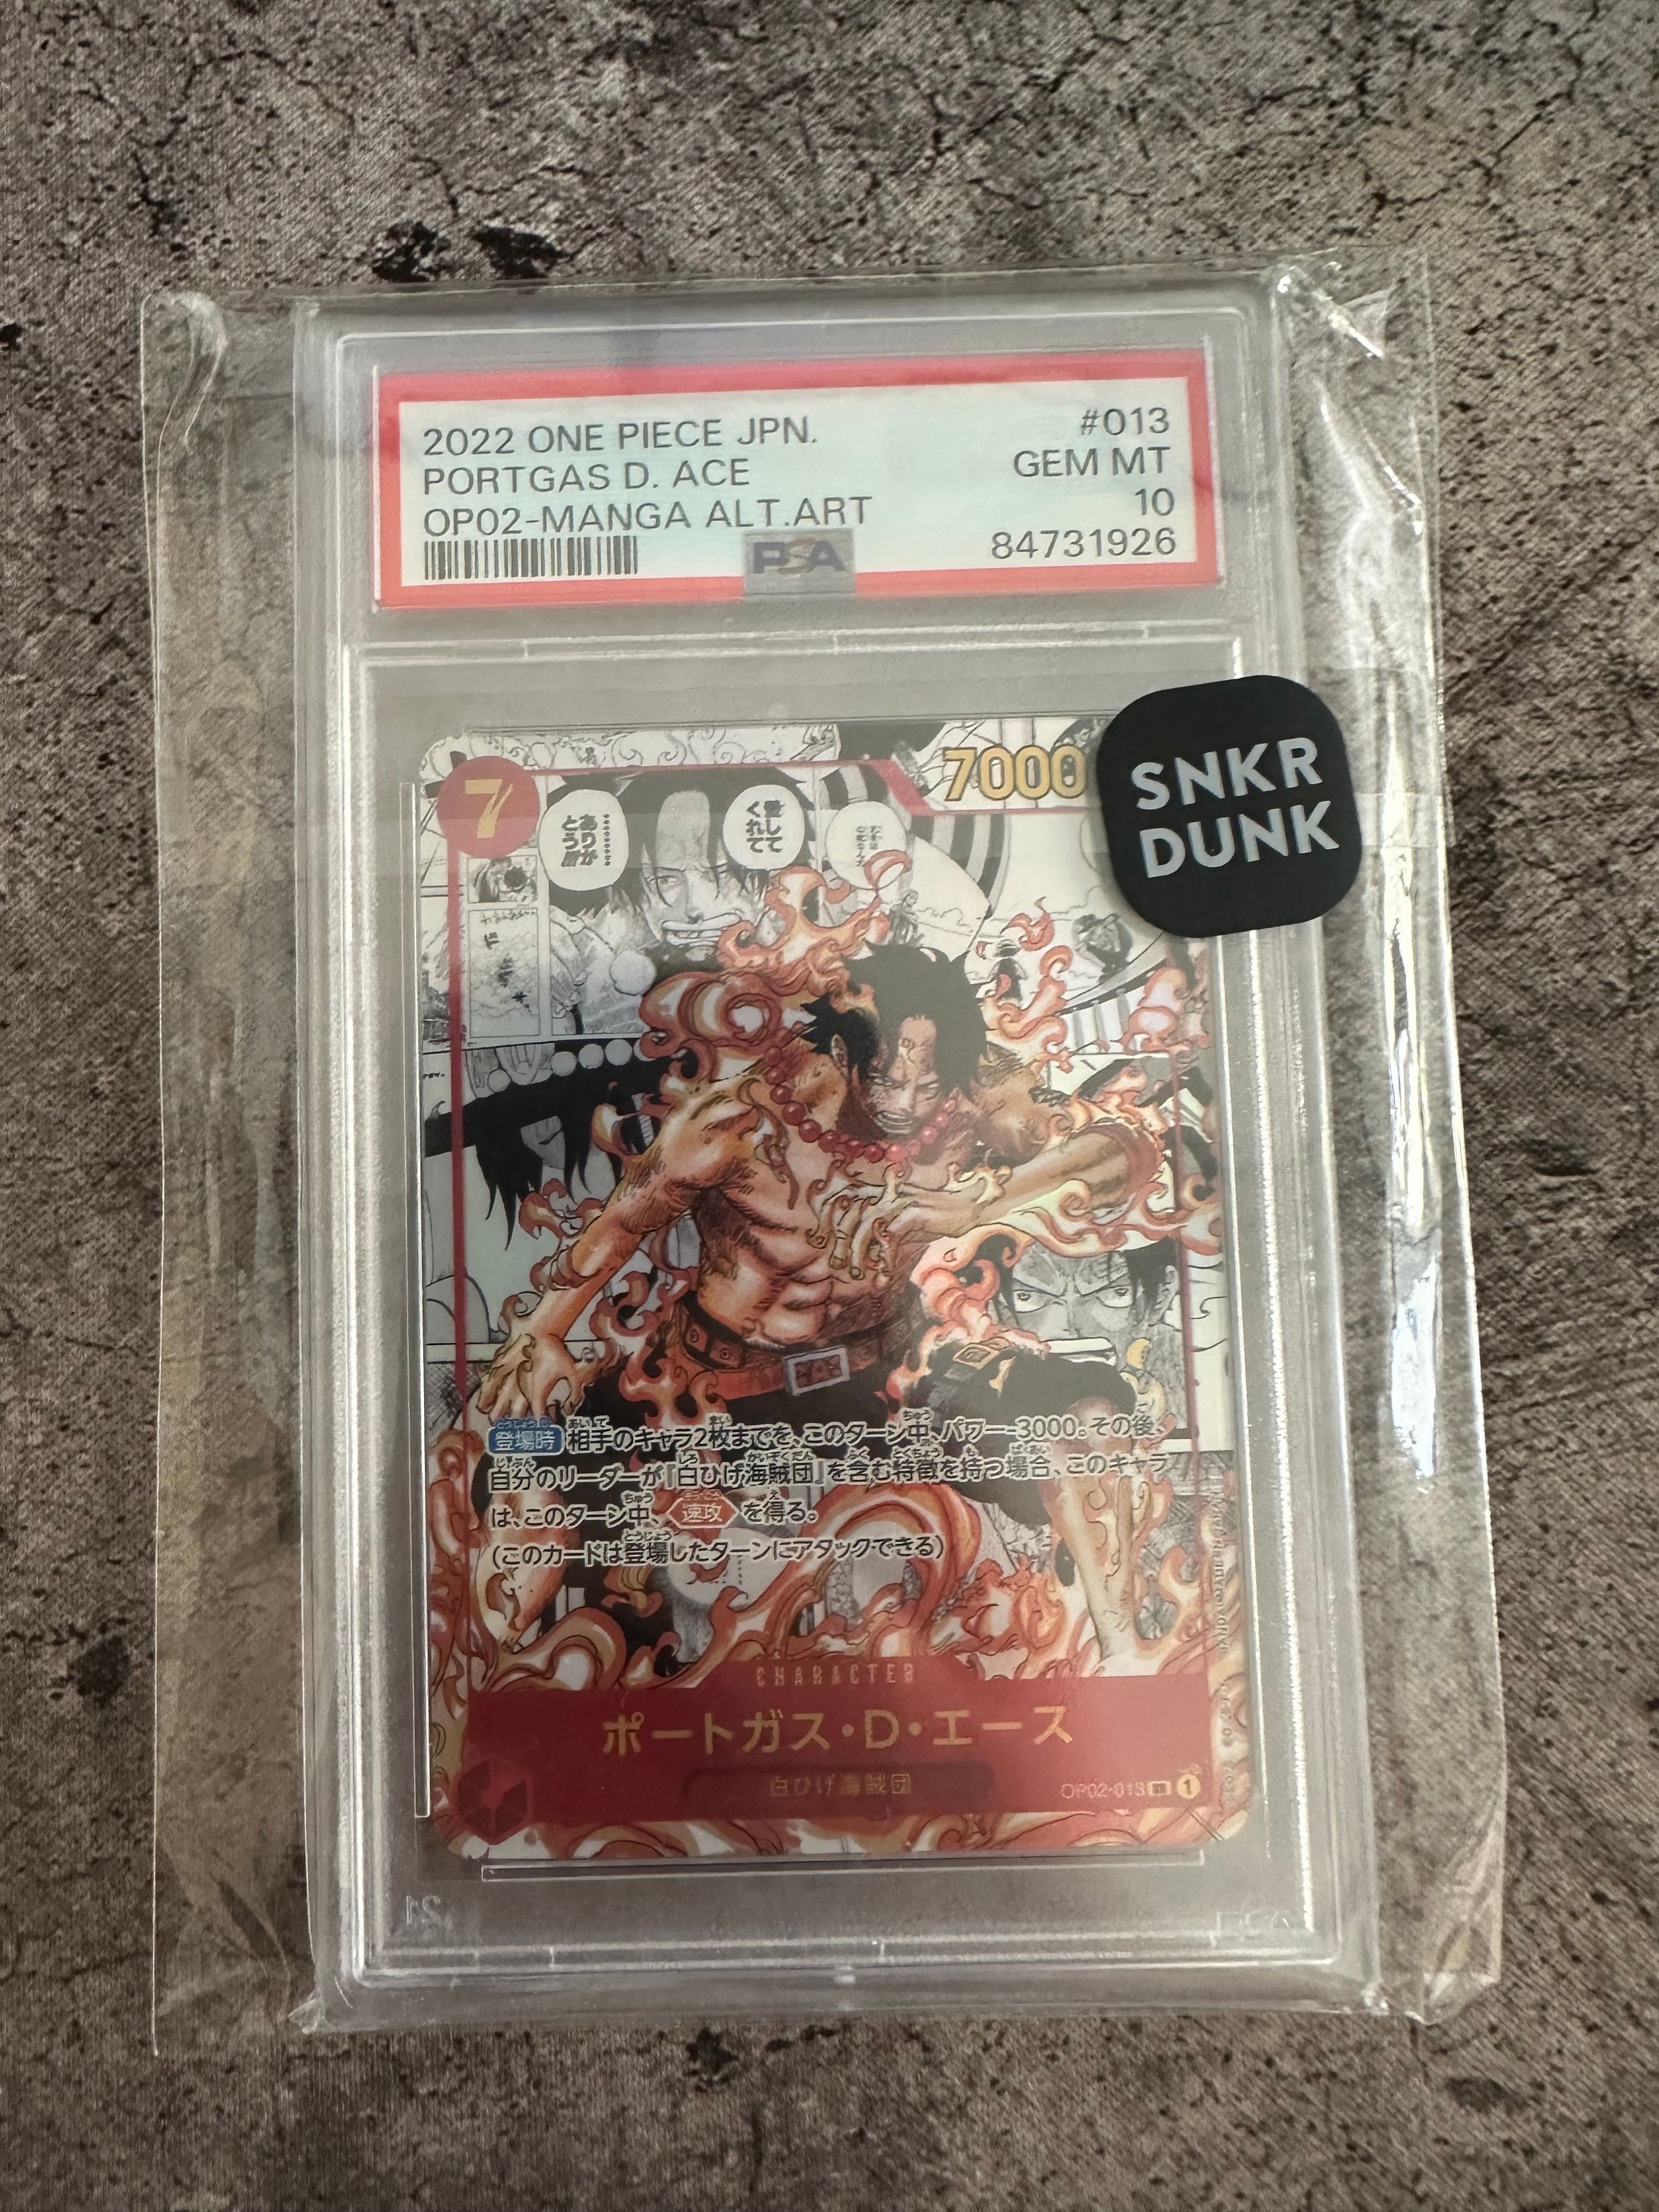 2022 ONE PIECE JPN.
#013
PORTGAS D. ACE
GEM MT
OP02-MANGA ALT.ART
10
84731926
PSA
SNKR
DUNK
7
7000
愛して
くれて
………
ありが
とう!!!
登場時 相手のキャラ2枚までを、このターン中、パワー-3000。その後、
自分のリーダーが『白ひげ海賊団』を含む特徴を持つ場合、このキャラ
は、このターン中、速攻を得る。
(このカードは登場したターンにアタックできる)
CHARACTER
ポートガス・D・エース
白ひげ海賊団
OP02-013
1